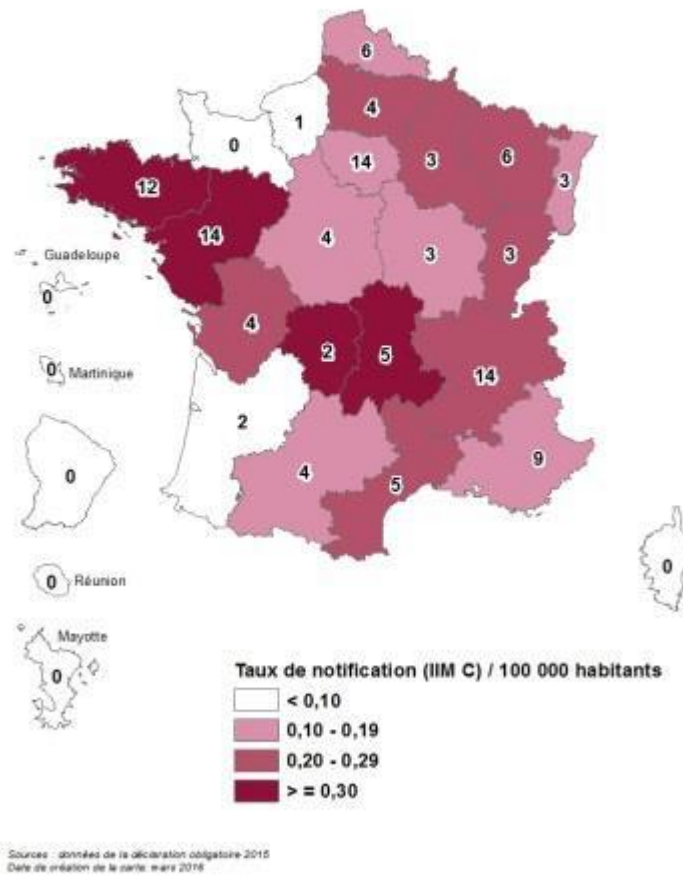 6
4
1
0
14
3
6
3
12
14
4
3
3
Guadeloupe
0
4
2
5
14
Martinique
0
2
4
9
5
0
0
0
Réunion
Mayotte
0
Taux de notification (IIM C) / 100 000 habitants
< 0,10
0,10 - 0,19
0,20 - 0,29
> = 0,30
Sources : données de la déclaration obligatoire 2015
Date de création de la carte: mars 2016